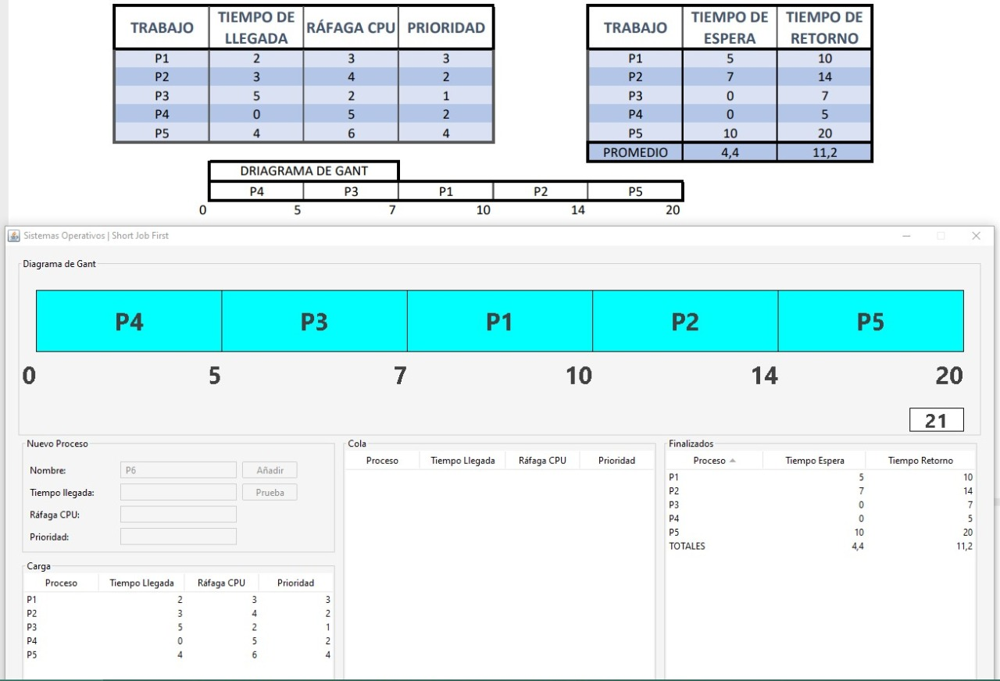 TRABAJO TIEMPO DE LLEGADA RÁFAGA CPU PRIORIDAD
P1 2 3 3
P2 3 4 2
P3 5 2 1
P4 0 5 2
P5 4 6 4
TRABAJO TIEMPO DE ESPERA TIEMPO DE RETORNO
P1 5 10
P2 7 14
P3 0 7
P4 0 5
P5 10 20
PROMEDIO 4,4 11,2
DRIAGRAMA DE GANT
P4 P3 P1 P2 P5
0 5 7 10 14 20
Sistemas Operativos | Short Job First
Diagrama de Gant
P4 P3 P1 P2 P5
0 5 7 10 14 20
21
Nuevo Proceso
Nombre: P6 Añadir
Tiempo llegada: Prueba
Ráfaga CPU:
Prioridad:
Carga
Proceso Tiempo Llegada Ráfaga CPU Prioridad
P1 2 3 3
P2 3 4 2
P3 5 2 1
P4 0 5 2
P5 4 6 4
Cola
Proceso Tiempo Llegada Ráfaga CPU Prioridad
Finalizados
Proceso Tiempo Espera Tiempo Retorno
P1 5 10
P2 7 14
P3 0 7
P4 0 5
P5 10 20
TOTALES 4,4 11,2